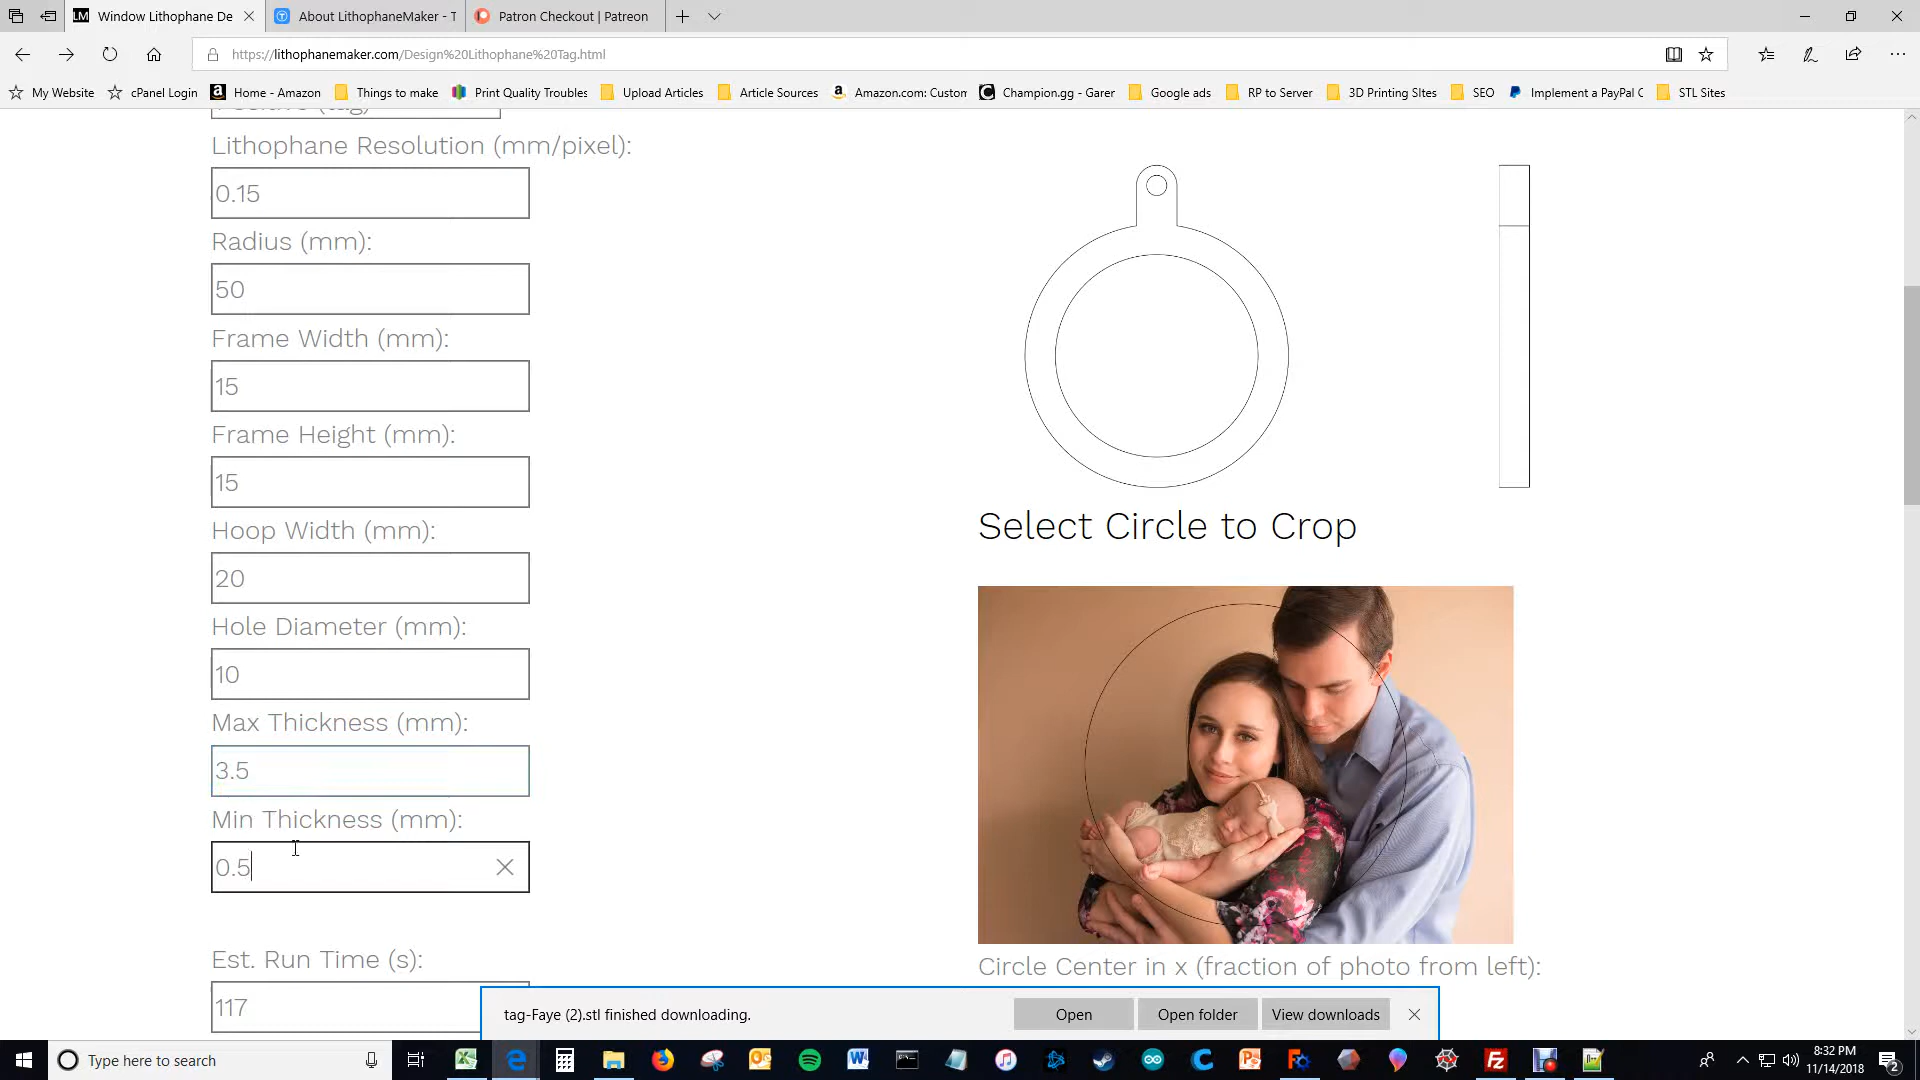 LM Window Lithophane De
About LithophaneMaker - T
Patron Checkout | Patreon
https://lithophanemaker.com/Design%20Lithophane%20Tag.html
My Website
cPanel Login
Home - Amazon
Things to make
Print Quality Troubles
Upload Articles
Article Sources
Amazon.com: Custom
Champion.gg - Garer
Google ads
RP to Server
3D Printing SItes
SEO
Implement a PayPal C
STL Sites
Positive (tag)
Lithophane Resolution (mm/pixel):
0.15
Radius (mm):
50
Frame Width (mm):
15
Frame Height (mm):
15
Hoop Width (mm):
20
Hole Diameter (mm):
10
Max Thickness (mm):
3.5
Min Thickness (mm):
0.5
Est. Run Time (s):
117
Select Circle to Crop
Circle Center in x (fraction of photo from left):
tag-Faye (2).stl finished downloading.
Open
Open folder
View downloads
Type here to search
8:32 PM
11/14/2018
2